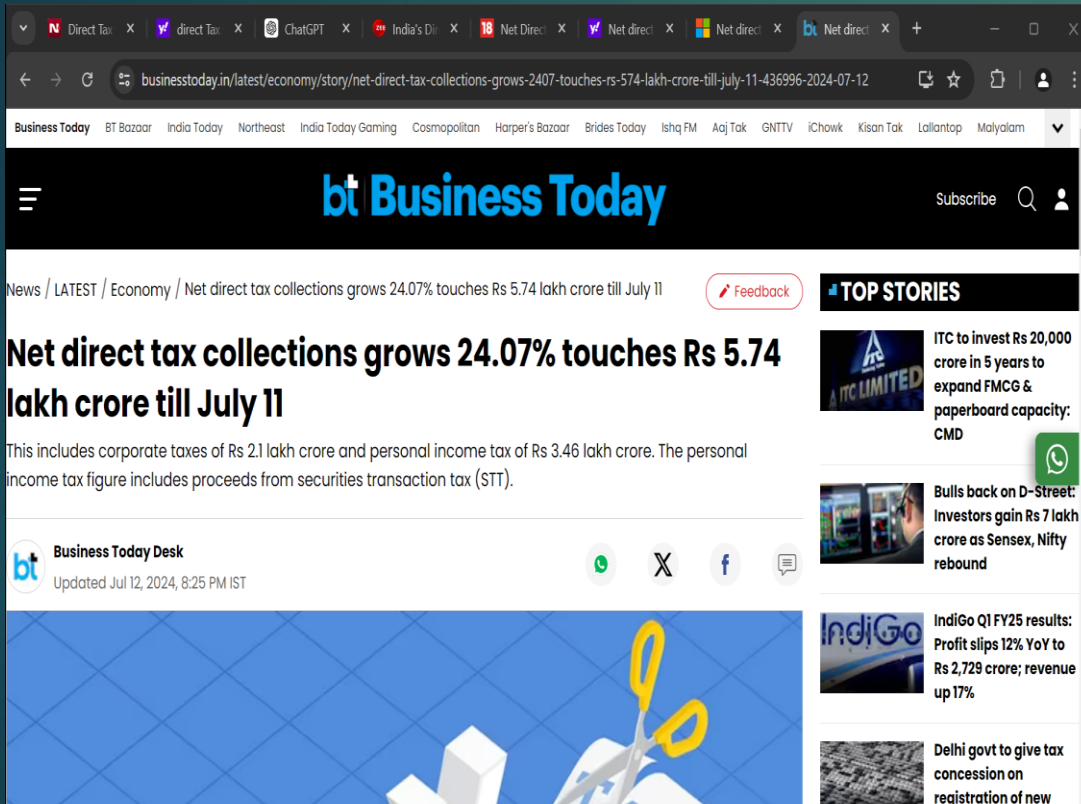 Direct Tax
direct Tax
ChatGPT
India's Dir
Net Direct
Net direct
Net direct
Net direct
businesstoday.in/latest/economy/story/net-direct-tax-collections-grows-2407-touches-rs-574-lakh-crore-till-july-11-436996-2024-07-12
Business Today BT Bazaar India Today Northeast India Today Gaming Cosmopolitan Harper's Bazaar Brides Today Ishq FM Aaj Tak GNTTV iChowk Kisan Tak Lallantop Malyalam
bt Business Today
Subscribe
News / LATEST / Economy / Net direct tax collections grows 24.07% touches Rs 5.74 lakh crore till July 11
Feedback
Net direct tax collections grows 24.07% touches Rs 5.74
lakh crore till July 11
This includes corporate taxes of Rs 2.1 lakh crore and personal income tax of Rs 3.46 lakh crore. The personal
income tax figure includes proceeds from securities transaction tax (STT).
bt
Business Today Desk
Updated Jul 12, 2024, 8:25 PM IST
TOP STORIES
ITC LIMITED
ITC to invest Rs 20,000
crore in 5 years to
expand FMCG &
paperboard capacity:
CMD
Bulls back on D-Street:
Investors gain Rs 7 lakh
crore as Sensex, Nifty
rebound
IndiGo
IndiGo Q1 FY25 results:
Profit slips 12% YoY to
Rs 2,729 crore; revenue
up 17%
Delhi govt to give tax
concession on
registration of new